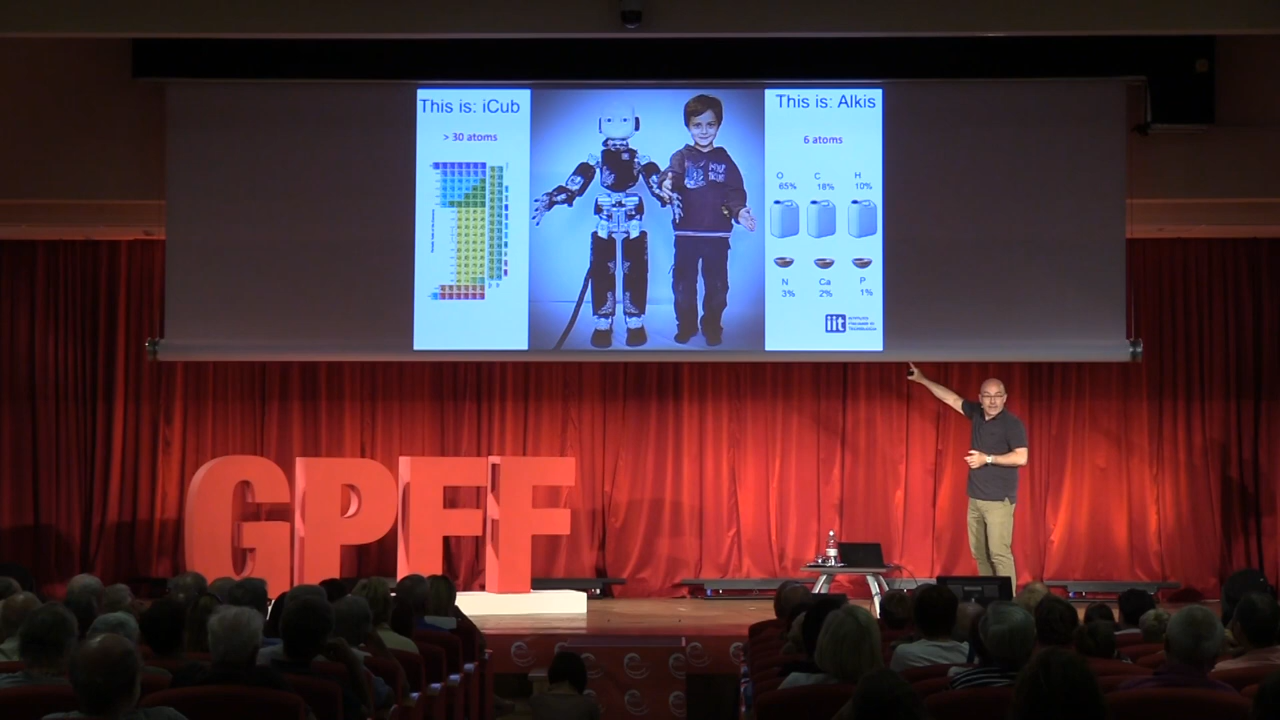 This is: iCub
> 30 atoms
This is: Alkis
6 atoms
O C H
65% 18% 10%
N Ca P
3% 2% 1%
iit
GPFF